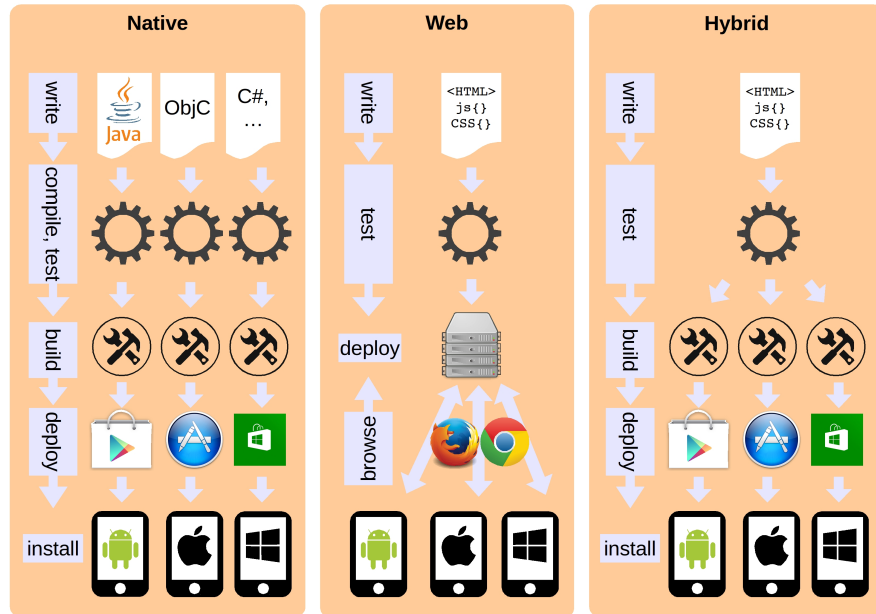 Native
write
Java
ObjC
C#,
...
compile, test
build
deploy
install
Web
write
<HTML>
js{}
CSS{}
test
deploy
browse
Hybrid
write
<HTML>
js{}
CSS{}
test
build
deploy
install